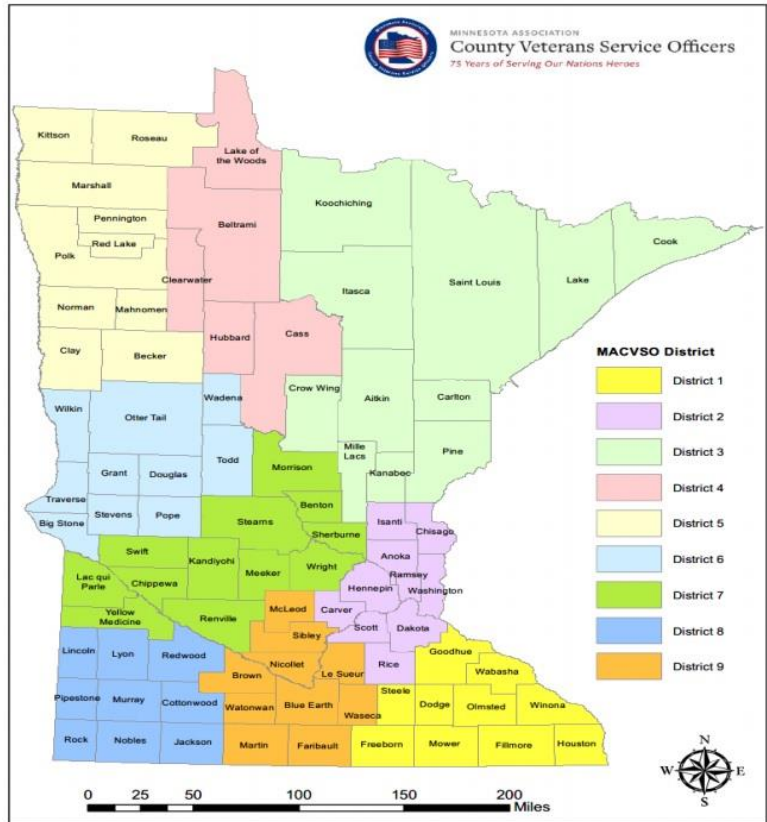 MINNESOTA ASSOCIATION
County Veterans Service Officers
75 Years of Serving Our Nations Heroes
Kittson
Roseau
Lake of
the Woods
Marshall
Koochiching
Pennington
Beltrami
Red Lake
Cook
Polk
Clearwater
Saint Louis
Lake
Itasca
Norman
Mahnomen
Hubbard
Cass
Clay
Becker
MACVSO District
District 1
District 2
District 3
District 4
District 5
District 6
District 7
District 8
District 9
Crow Wing
Aitkin
Carlton
Wilkin
Otter Tail
Wadena
Mille
Lacs
Pine
Todd
Kanabec
Grant
Douglas
Morrison
Traverse
Stevens
Pope
Benton
Big Stone
Stearns
Isanti
Chisago
Sherburne
Swift
Anoka
Kandiyohi
Wright
Meeker
Ramsey
Lac qui
Parle
Chippewa
Hennepin
Washington
Yellow
Medicine
Renville
McLeod
Carver
Scott
Dakota
Sibley
Lincoln
Lyon
Redwood
Nicollet
Le Sueur
Rice
Goodhue
Wabasha
Brown
Steele
Pipestone
Murray
Cottonwood
Watonwan
Blue Earth
Waseca
Dodge
Olmsted
Winona
Rock
Nobles
Jackson
Martin
Faribault
Freeborn
Mower
Fillmore
Houston
N
W
E
S
0 25 50 100 150 200
Miles